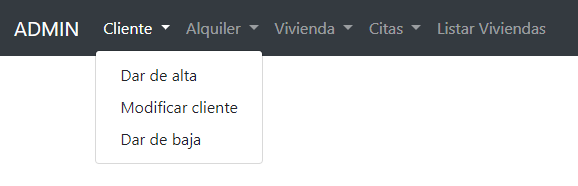 ADMIN Cliente Alquiler Vivienda Citas Listar Viviendas
Dar de alta
Modificar cliente
Dar de baja